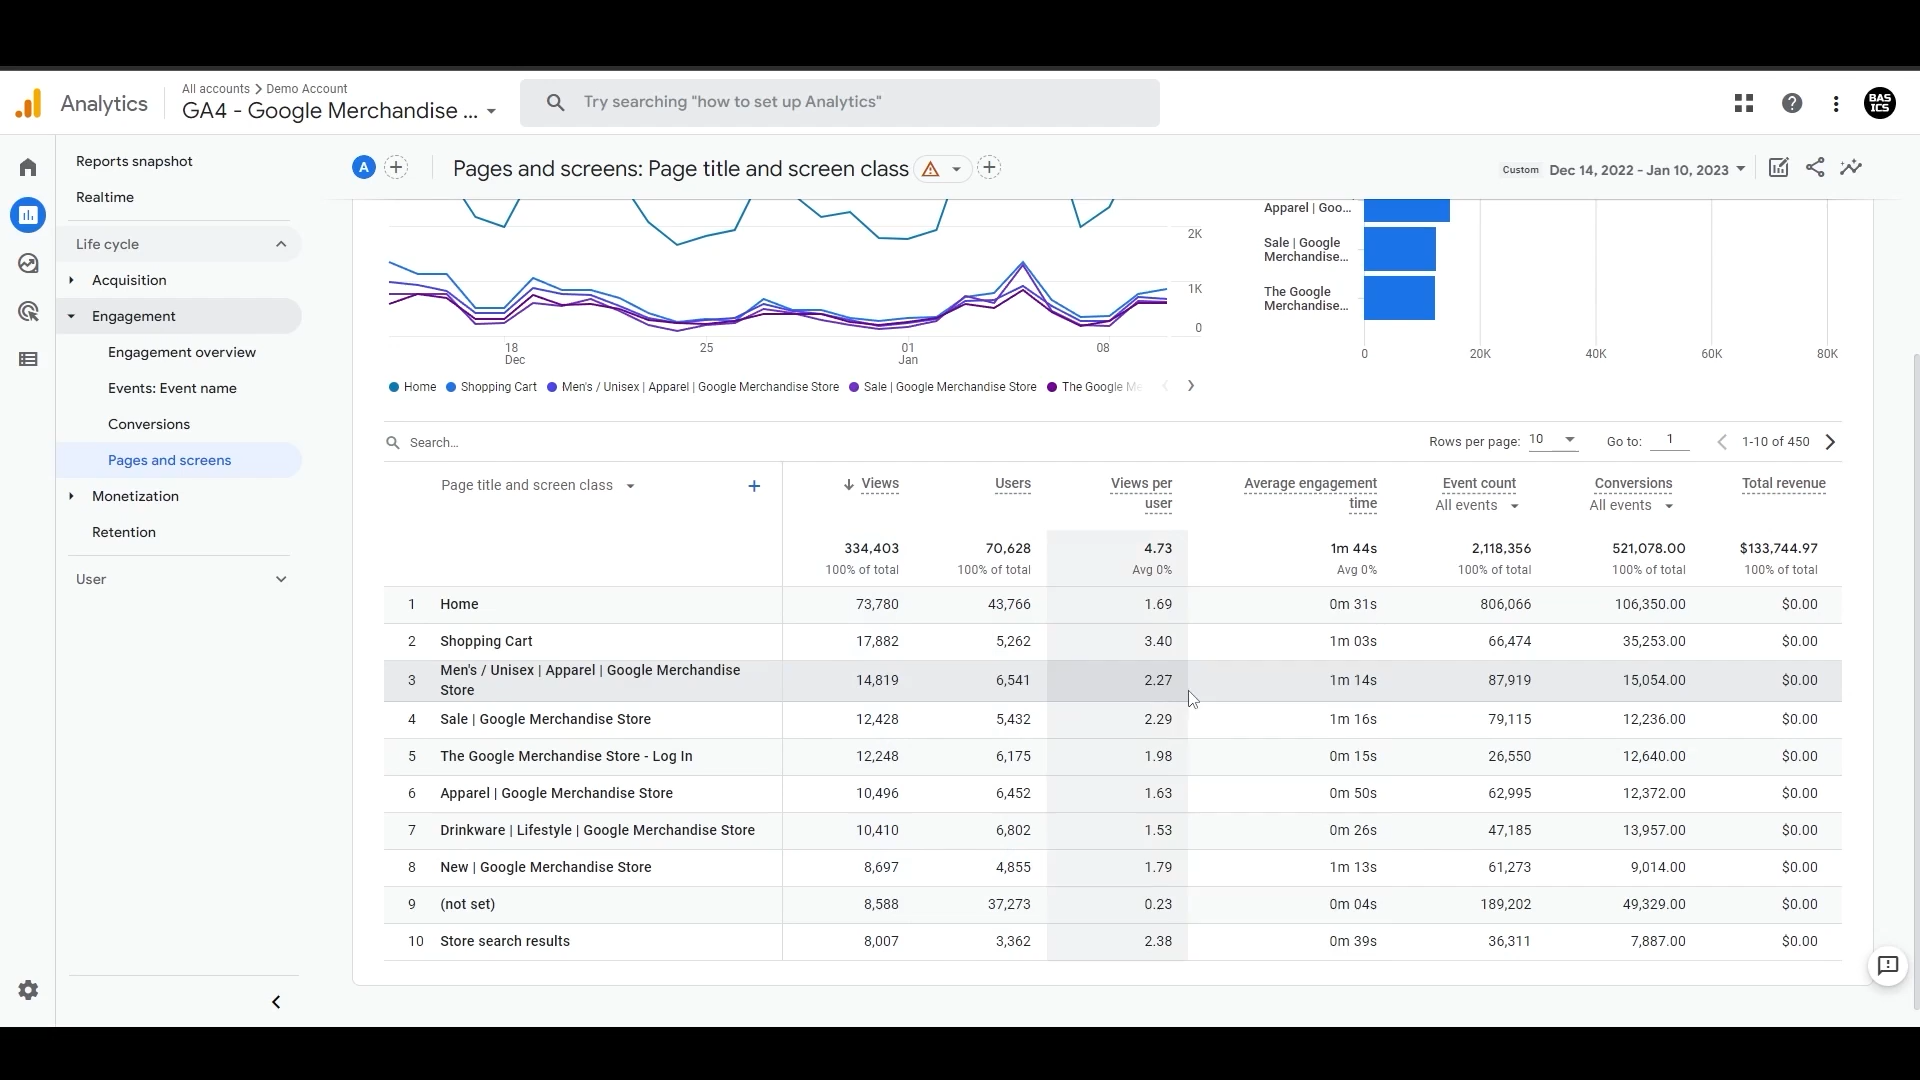 Analytics
All accounts > Demo Account
GA4 - Google Merchandise ...
Try searching "how to set up Analytics"
BAS
ICS
Reports snapshot
Realtime
Life cycle
Acquisition
Engagement
Engagement overview
Events: Event name
Conversions
Pages and screens
Monetization
Retention
User
A
Pages and screens: Page title and screen class
Custom Dec 14, 2022 - Jan 10, 2023
2K
1K
0
18
Dec
25
01
Jan
08
Home Shopping Cart Men's / Unisex | Apparel | Google Merchandise Store Sale | Google Merchandise Store The Google Me
Apparel | Goo...
Sale | Google
Merchandise...
The Google
Merchandise...
0 20K 40K 60K 80K
Search...
Rows per page: 10 Go to: 1 1-10 of 450
Page title and screen class + Views Users Views per user Average engagement time Event count All events Conversions All events Total revenue
334,403 70,628 4.73 1m 44s 2,118,356 521,078.00 $133,744.97
100% of total 100% of total Avg 0% Avg 0% 100% of total 100% of total 100% of total
1 Home 73,780 43,766 1.69 0m 31s 806,066 106,350.00 $0.00
2 Shopping Cart 17,882 5,262 3.40 1m 03s 66,474 35,253.00 $0.00
3 Men's / Unisex | Apparel | Google Merchandise Store 14,819 6,541 2.27 1m 14s 87,919 15,054.00 $0.00
4 Sale | Google Merchandise Store 12,428 5,432 2.29 1m 16s 79,115 12,236.00 $0.00
5 The Google Merchandise Store - Log In 12,248 6,175 1.98 0m 15s 26,550 12,640.00 $0.00
6 Apparel | Google Merchandise Store 10,496 6,452 1.63 0m 50s 62,995 12,372.00 $0.00
7 Drinkware | Lifestyle | Google Merchandise Store 10,410 6,802 1.53 0m 26s 47,185 13,957.00 $0.00
8 New | Google Merchandise Store 8,697 4,855 1.79 1m 13s 61,273 9,014.00 $0.00
9 (not set) 8,588 37,273 0.23 0m 04s 189,202 49,329.00 $0.00
10 Store search results 8,007 3,362 2.38 0m 39s 36,311 7,887.00 $0.00